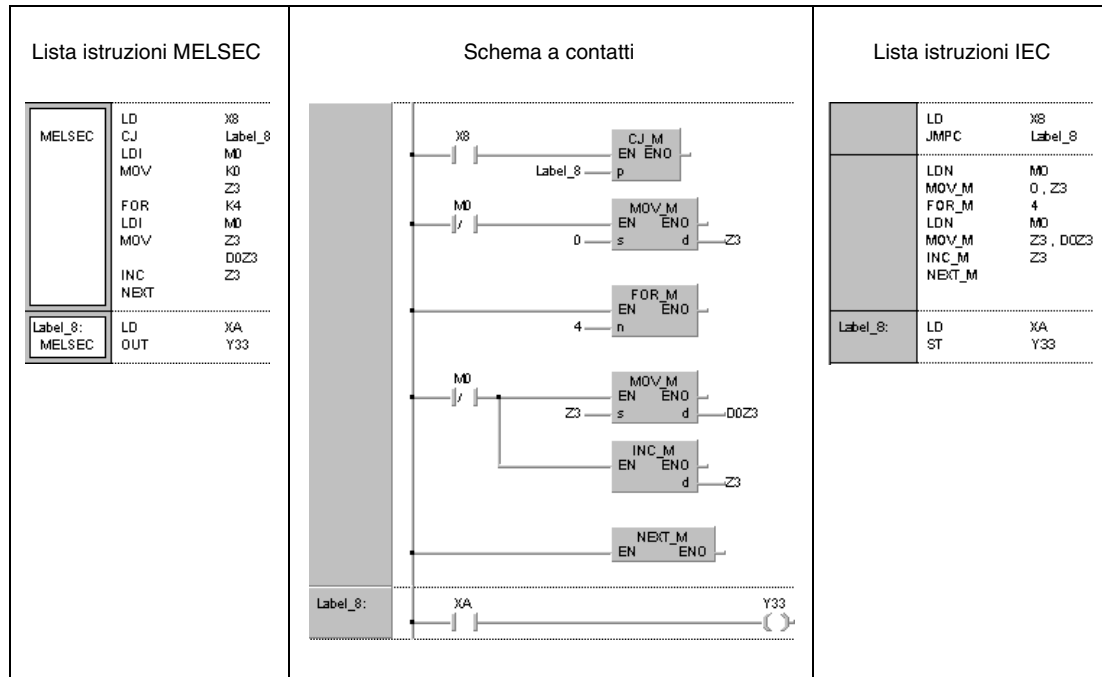 Lista istruzioni MELSEC
MELSEC
LD X8
CJ Label_8
LDI M0
MOV K0
Z3
FOR K4
LDI M0
MOV Z3
D0Z3
INC Z3
NEXT
Label_8:
MELSEC
LD XA
OUT Y33
Schema a contatti
X8
CJ_M
EN ENO
Label_8 p
M0
MOV_M
EN ENO
0 s d Z3
FOR_M
EN ENO
4 n
M0
MOV_M
EN ENO
Z3 s d D0Z3
INC_M
EN ENO
d Z3
NEXT_M
EN ENO
Label_8:
XA Y33
Lista istruzioni IEC
LD X8
JMPC Label_8
LDN M0
MOV_M 0 , Z3
FOR_M 4
LDN M0
MOV_M Z3 , D0Z3
INC_M Z3
NEXT_M
Label_8:
LD XA
ST Y33